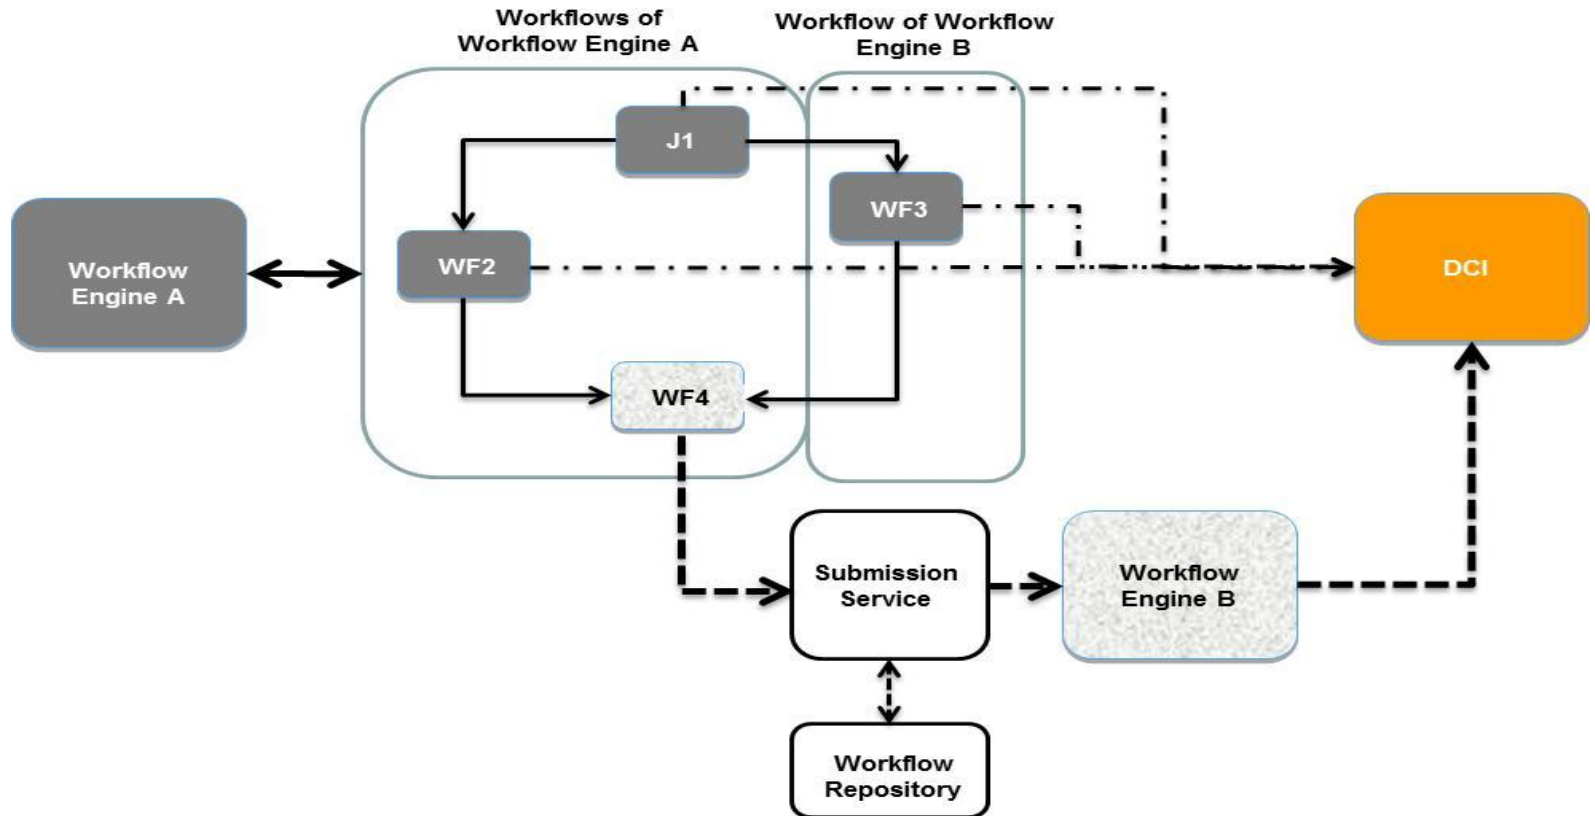 Workflows of
Workflow Engine A
Workflow of Workflow
Engine B
J1
WF3
WF2
Workflow
Engine A
DCI
WF4
Submission
Service
Workflow
Engine B
Workflow
Repository